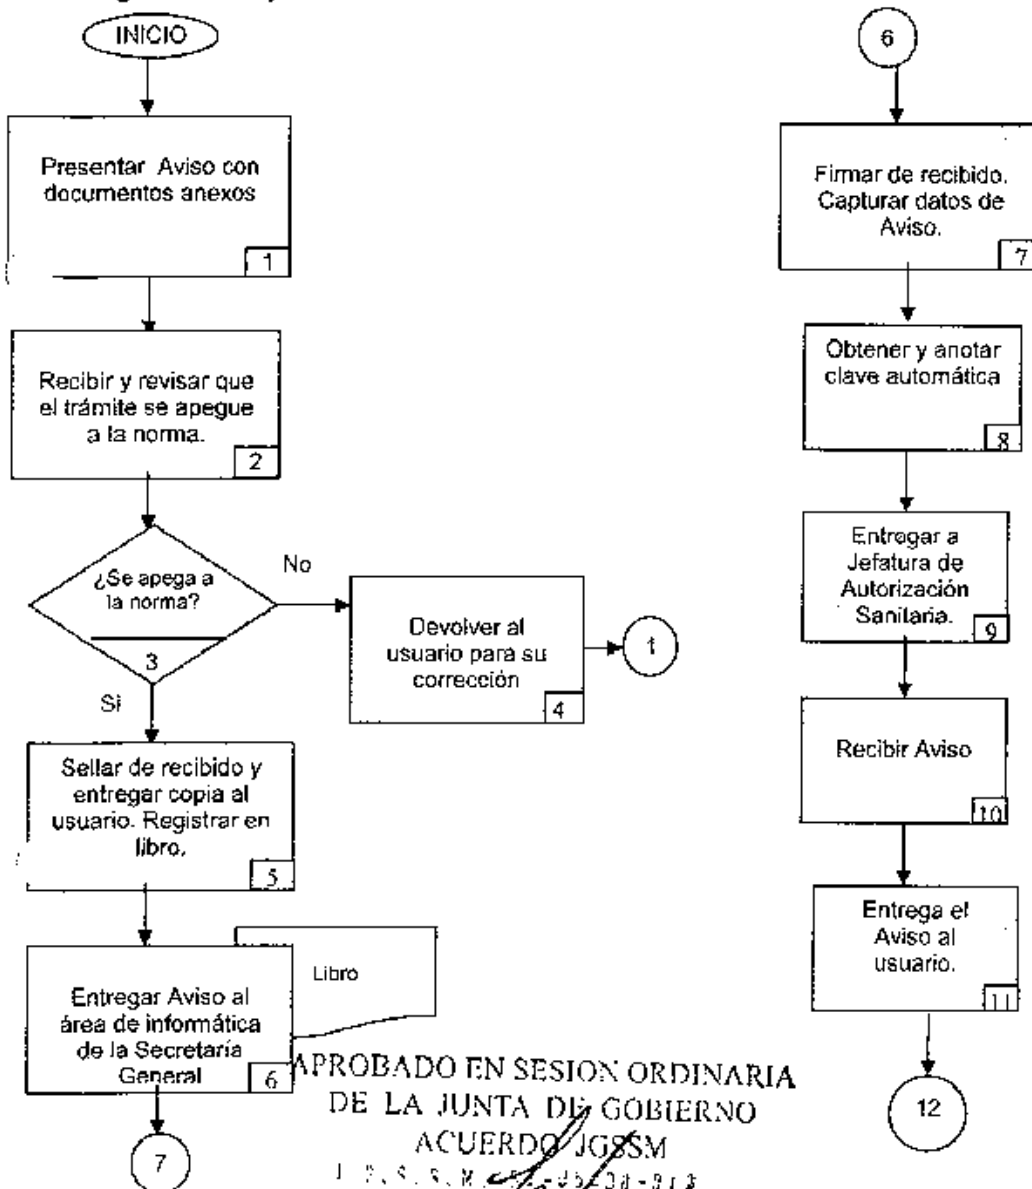 INICIO
Presentar Aviso con
documentos anexos
1
Recibir y revisar que
el trámite se apegue
a la norma.
2
¿Se apega a
la norma?
3
No
Devolver al
usuario para su
corrección
4
1
Si
Sellar de recibido y
entregar copia al
usuario. Registrar en
libro.
5
Libro
Entregar Aviso al
área de informática
de la Secretaría
General
6
7
6
Firmar de recibido.
Capturar datos de
Aviso.
7
Obtener y anotar
clave automática
8
Entregar a
Jefatura de
Autorización
Sanitaria.
9
Recibir Aviso
10
Entrega el
Aviso al
usuario.
11
12
APROBADO EN SESION ORDINARIA
DE LA JUNTA DE GOBIERNO
ACUERDO JGSSM